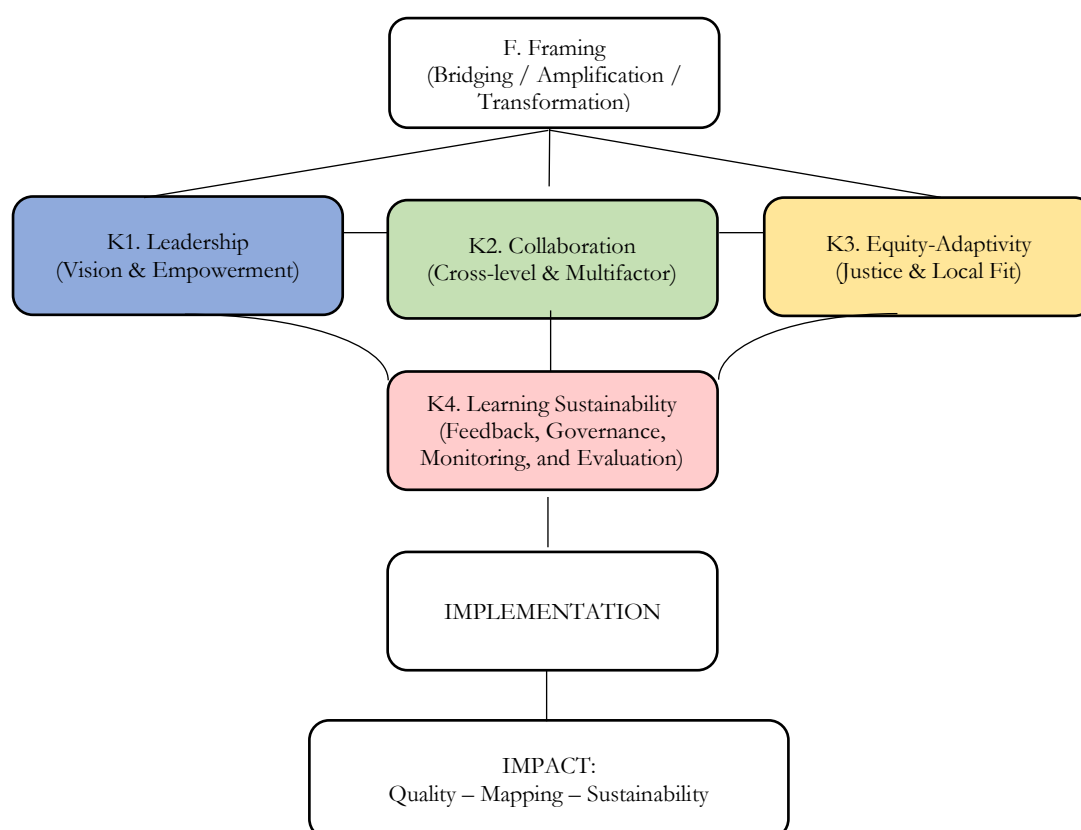 F. Framing
(Bridging / Amplification /
Transformation)
K1. Leadership
(Vision & Empowerment)
K2. Collaboration
(Cross-level & Multifactor)
K3. Equity-Adaptivity
(Justice & Local Fit)
K4. Learning Sustainability
(Feedback, Governance,
Monitoring, and Evaluation)
IMPLEMENTATION
IMPACT:
Quality – Mapping – Sustainability